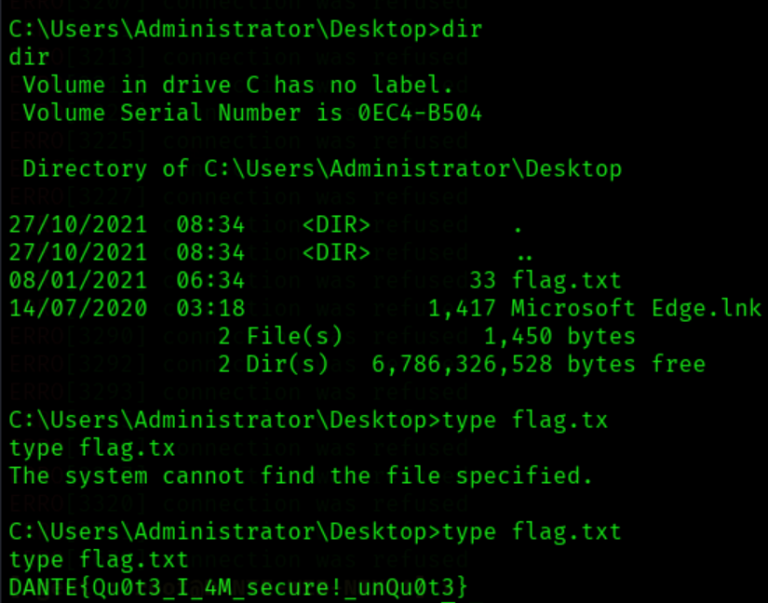 C:\Users\Administrator\Desktop>dir
dir
 Volume in drive C has no label.
 Volume Serial Number is 0EC4-B504

 Directory of C:\Users\Administrator\Desktop

27/10/2021  08:34    <DIR>          .
27/10/2021  08:34    <DIR>          ..
08/01/2021  06:34                33 flag.txt
14/07/2020  03:18             1,417 Microsoft Edge.lnk
               2 File(s)          1,450 bytes
               2 Dir(s)   6,786,326,528 bytes free

C:\Users\Administrator\Desktop>type flag.tx
type flag.tx
The system cannot find the file specified.

C:\Users\Administrator\Desktop>type flag.txt
type flag.txt
DANTE{Qu0t3_I_4M_secure!_unQu0t3}